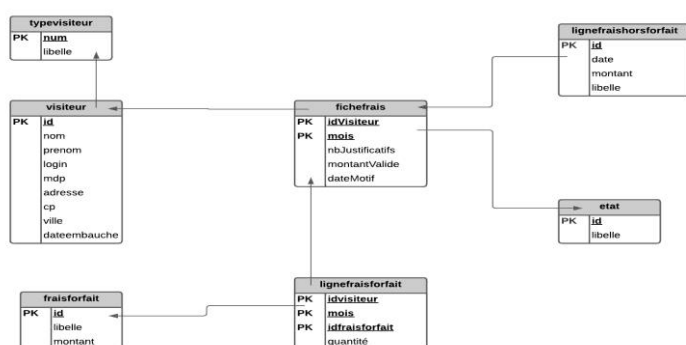 typevisiteur
PK num
libelle
visiteur
PK id
nom
prenom
login
mdp
adresse
cp
ville
dateembauche
fichefrais
PK idVisiteur
PK mois
nbJustificatifs
montantValide
dateMotif
lignefraishorsforfait
PK id
date
montant
libelle
etat
PK id
libelle
fraisforfait
PK id
libelle
montant
lignefraisforfait
PK idvisiteur
PK mois
PK idfraisforfait
quantité